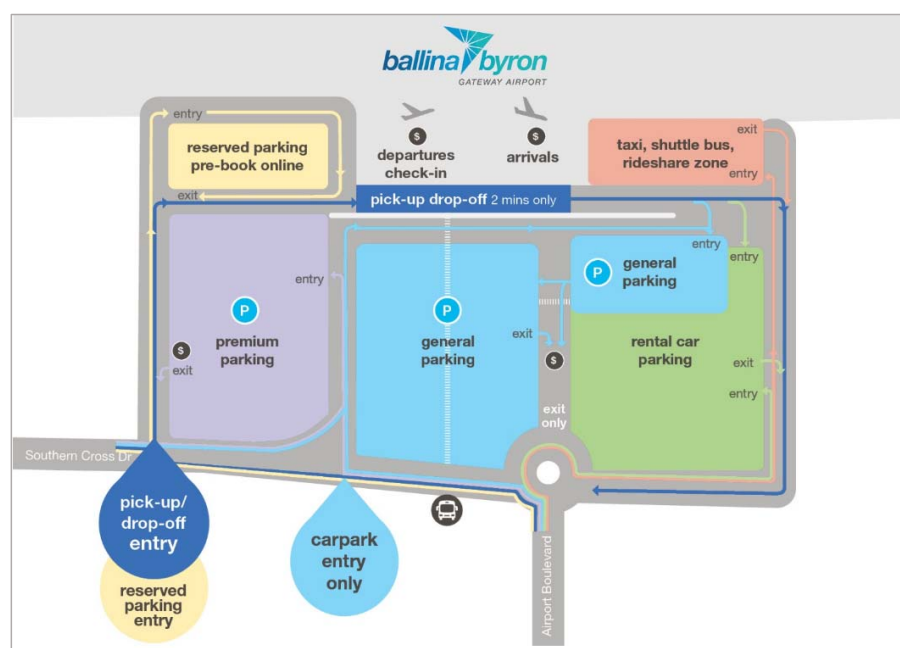 ballina byron
GATEWAY AIRPORT
entry
reserved parking
pre-book online
exit
$
departures
check-in
$
arrivals
taxi, shuttle bus,
rideshare zone
exit
entry
pick-up drop-off 2 mins only
entry
P
premium
parking
$
exit
P
general
parking
entry
P
general
parking
entry
exit
$
exit
only
rental car
parking
exit
entry
Southern Cross Dr
pick-up/
drop-off
entry
reserved
parking
entry
carpark
entry
only
Airport Boulevard